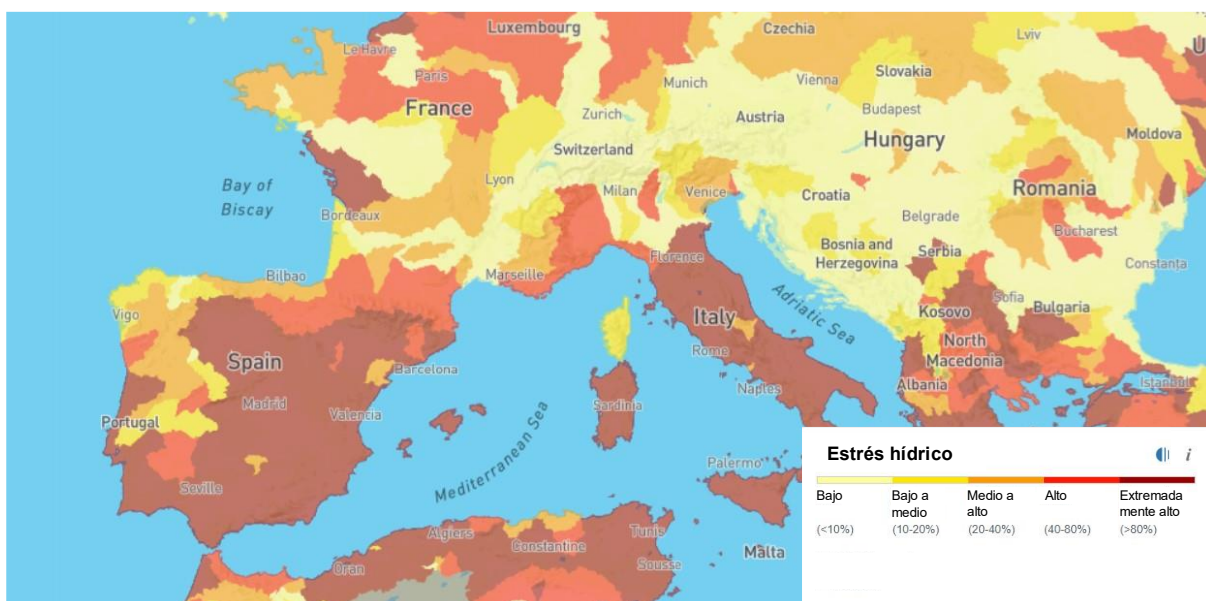 Luxembourg
Czechia
Lviv
U
Le Havre
Paris
Munich
Vienna
Slovakia
France
Zurich
Austria
Budapest
Hungary
Moldova
Switzerland
Lyon
Milan
Venice
Croatia
Romania
Bay of
Biscay
Bordeaux
Belgrade
Bucharest
Bosnia and
Herzegovina
Serbia
Florence
Constanța
Bilbao
Marseille
Adriatic Sea
Sofia
Bulgaria
Vigo
Italy
Kosovo
North
Macedonia
Spain
Rome
Barcelona
Albania
Istanbul
Naples
Madrid
Sardinia
Portugal
Valencia
Mediterranean Sea
Seville
Palermo
Algiers
Constantine
Tunis
Oran
Sousse
Malta
Estrés hídrico
i
Bajo
Bajo a
medio
Medio a
alto
Alto
Extremada
mente alto
(<10%)
(10-20%)
(20-40%)
(40-80%)
(>80%)